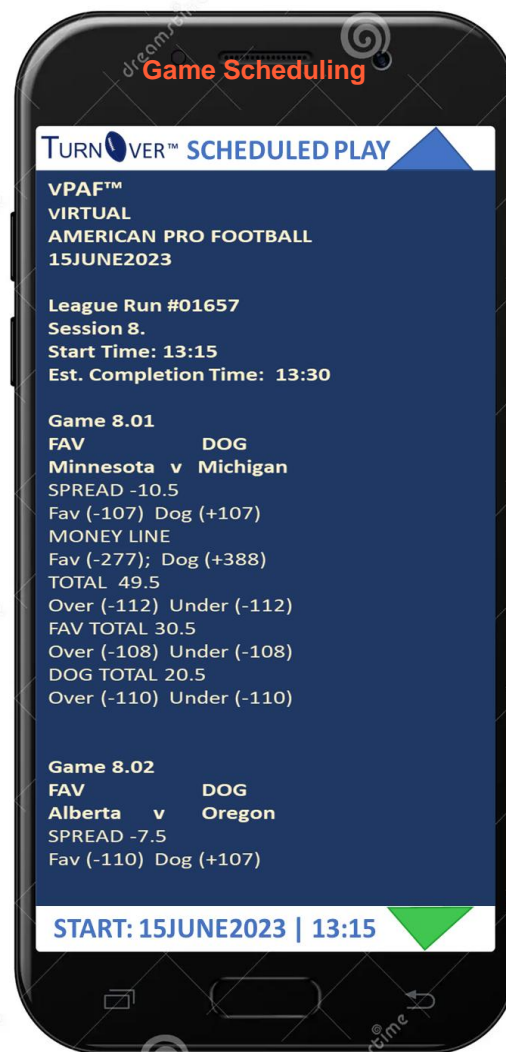 dreamstime
Game Scheduling
TURNOVER™ SCHEDULED PLAY
vPAF™
vIRTUAL
AMERICAN PRO FOOTBALL
15JUNE2023
League Run #01657
Session 8.
Start Time: 13:15
Est. Completion Time: 13:30
Game 8.01
FAV DOG
Minnesota v Michigan
SPREAD -10.5
Fav (-107) Dog (+107)
MONEY LINE
Fav (-277); Dog (+388)
TOTAL 49.5
Over (-112) Under (-112)
FAV TOTAL 30.5
Over (-108) Under (-108)
DOG TOTAL 20.5
Over (-110) Under (-110)
Game 8.02
FAV DOG
Alberta v Oregon
SPREAD -7.5
Fav (-110) Dog (+107)
START: 15JUNE2023 | 13:15